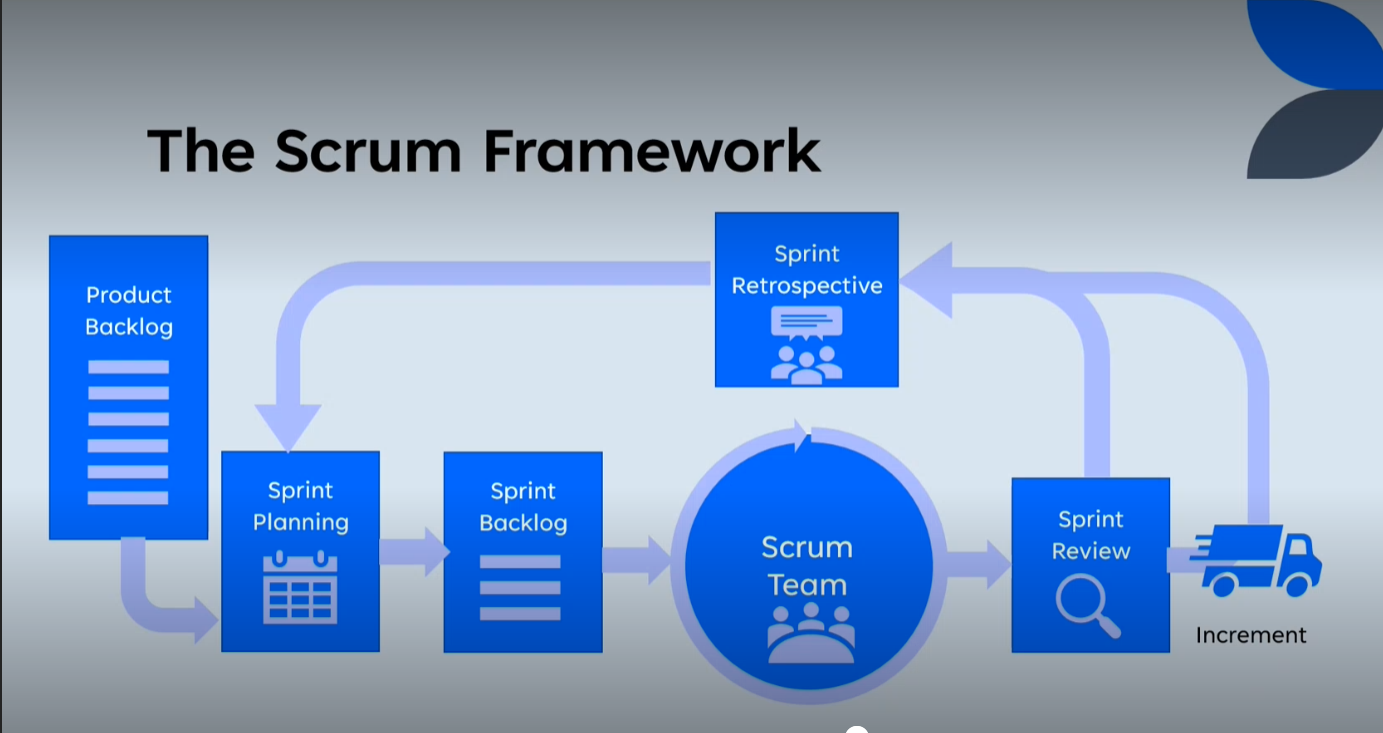 The Scrum Framework
Product
Backlog
Sprint
Planning
Sprint
Backlog
Scrum
Team
Sprint
Retrospective
Sprint
Review
Increment